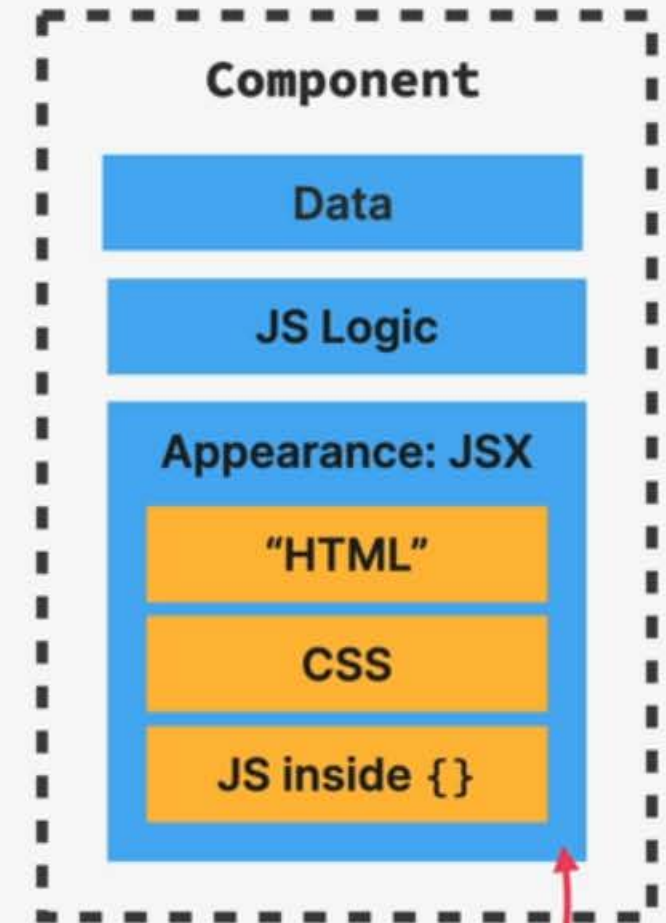 Component
Data
JS Logic
Appearance: JSX
“HTML”
CSS
JS inside {}